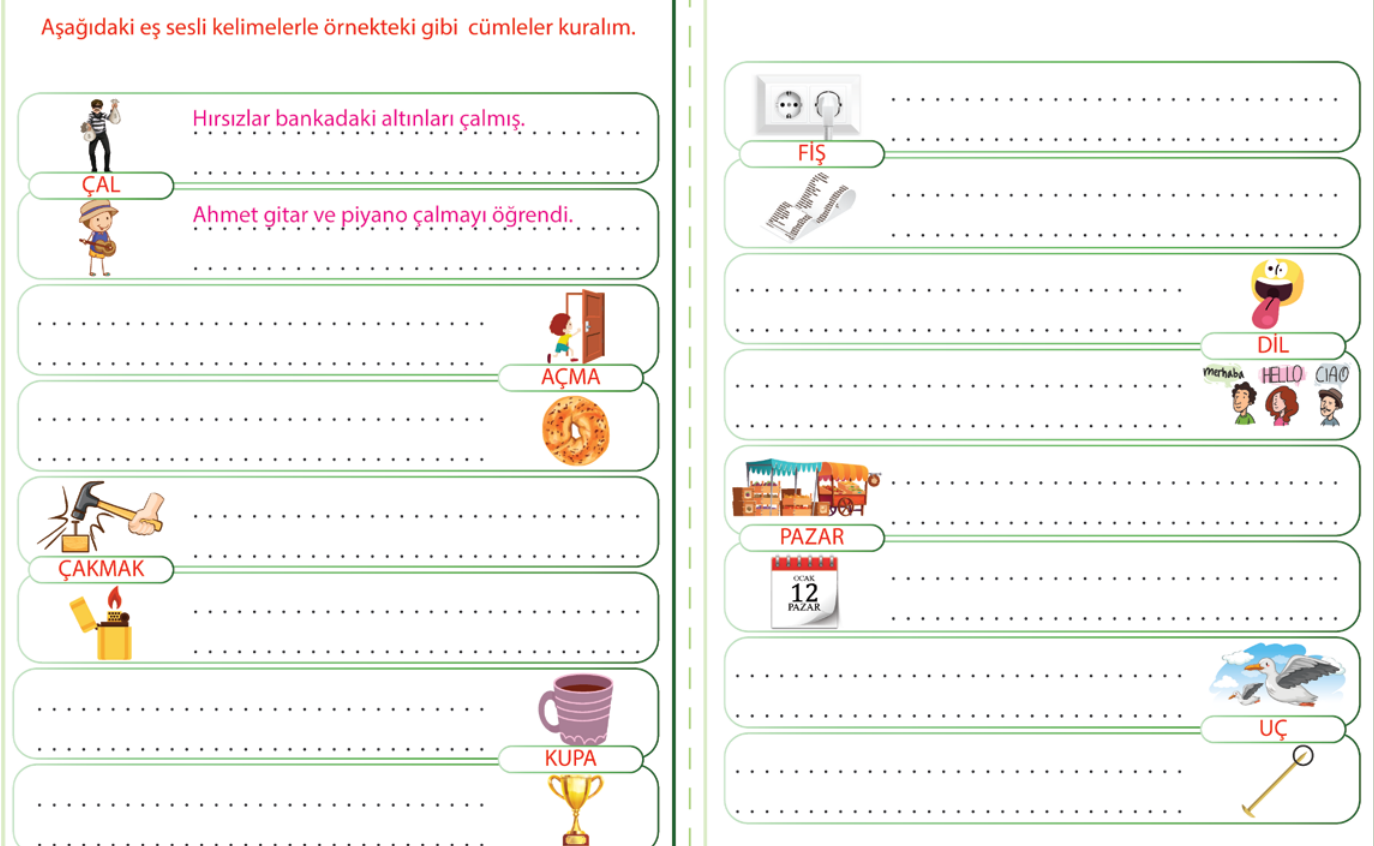 Aşağıdaki eş sesli kelimelerle örnekteki gibi cümleler kuralım.
Hırsızlar bankadaki altınları çalmış.
ÇAL
Ahmet gitar ve piyano çalmayı öğrendi.
AÇMA
ÇAKMAK
KUPA
FİŞ
DİL
merhaba HELLO CIAO
PAZAR
OCAK
12
PAZAR
UÇ